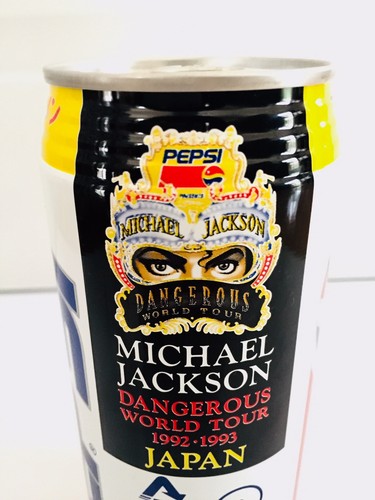 PEPSI
MICHAEL JACKSON
DANGEROUS
WORLD TOUR
MICHAEL
JACKSON
DANGEROUS
WORLD TOUR
1992・1993
JAPAN